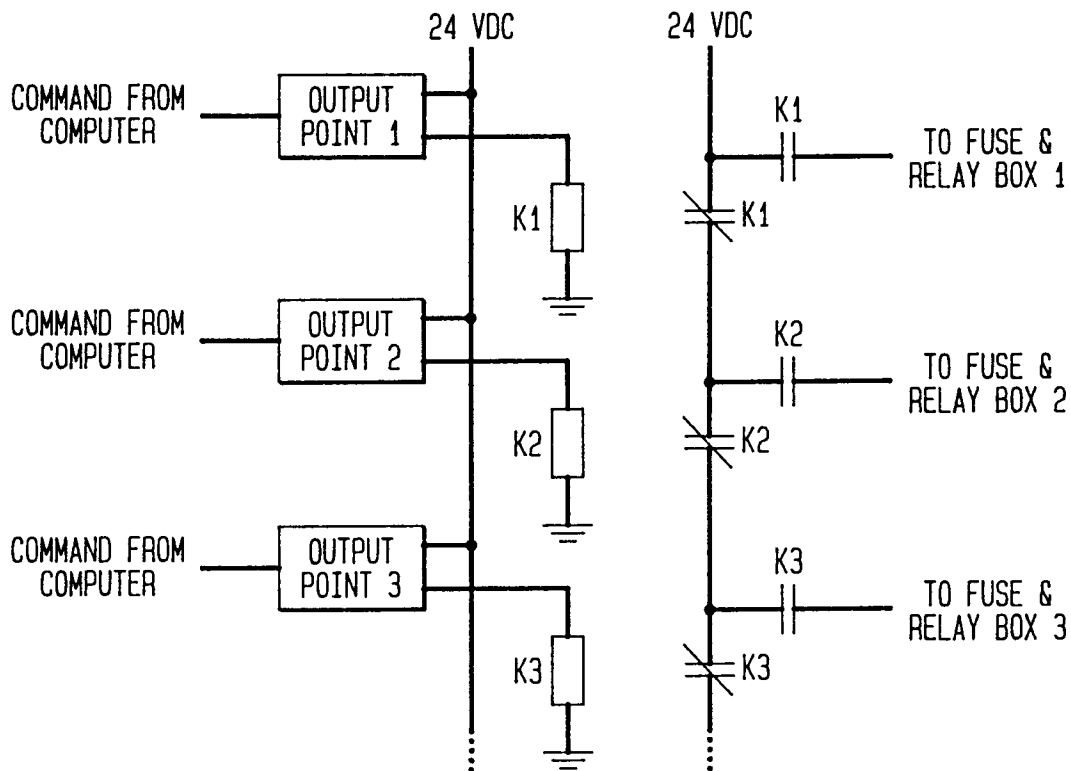 24 VDC
COMMAND FROM
COMPUTER
OUTPUT
POINT 1
K1
COMMAND FROM
COMPUTER
OUTPUT
POINT 2
K2
COMMAND FROM
COMPUTER
OUTPUT
POINT 3
K3
24 VDC
K1
TO FUSE &
RELAY BOX 1
K1
K2
TO FUSE &
RELAY BOX 2
K2
K3
TO FUSE &
RELAY BOX 3
K3